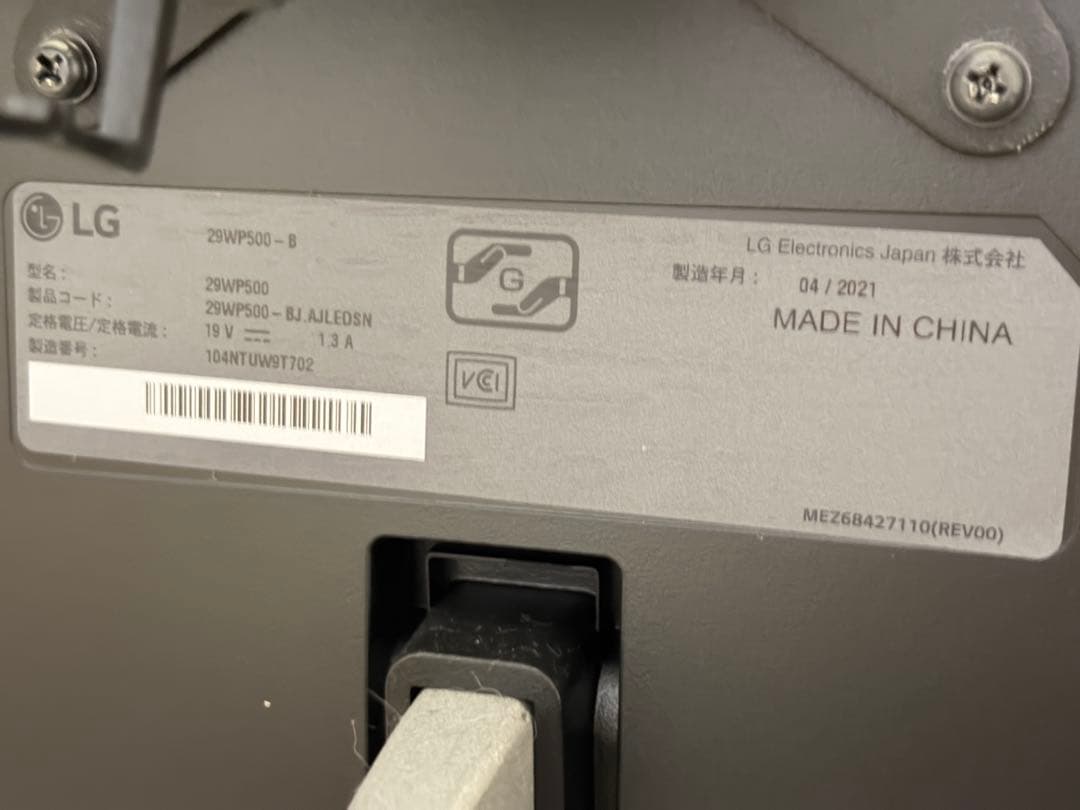 LG
29WP500-B
型名: 29WP500
製品コード: 29WP500-BJ.AJLEDSN
定格電圧/定格電流: 19 V ⎓ 1.3 A
製造番号: 104NTUW9T702
G
VCCI
LG Electronics Japan 株式会社
製造年月: 04 / 2021
MADE IN CHINA
MEZ68427110(REV00)